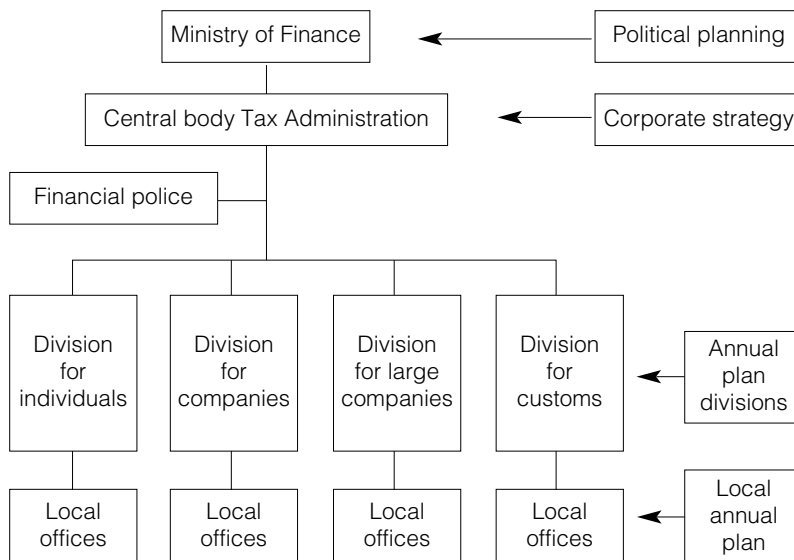 Ministry of Finance
Political planning
Central body Tax Administration
Corporate strategy
Financial police
Division
for
individuals
Division
for
companies
Division
for large
companies
Division
for
customs
Annual
plan
divisions
Local
offices
Local
offices
Local
offices
Local
offices
Local
annual
plan